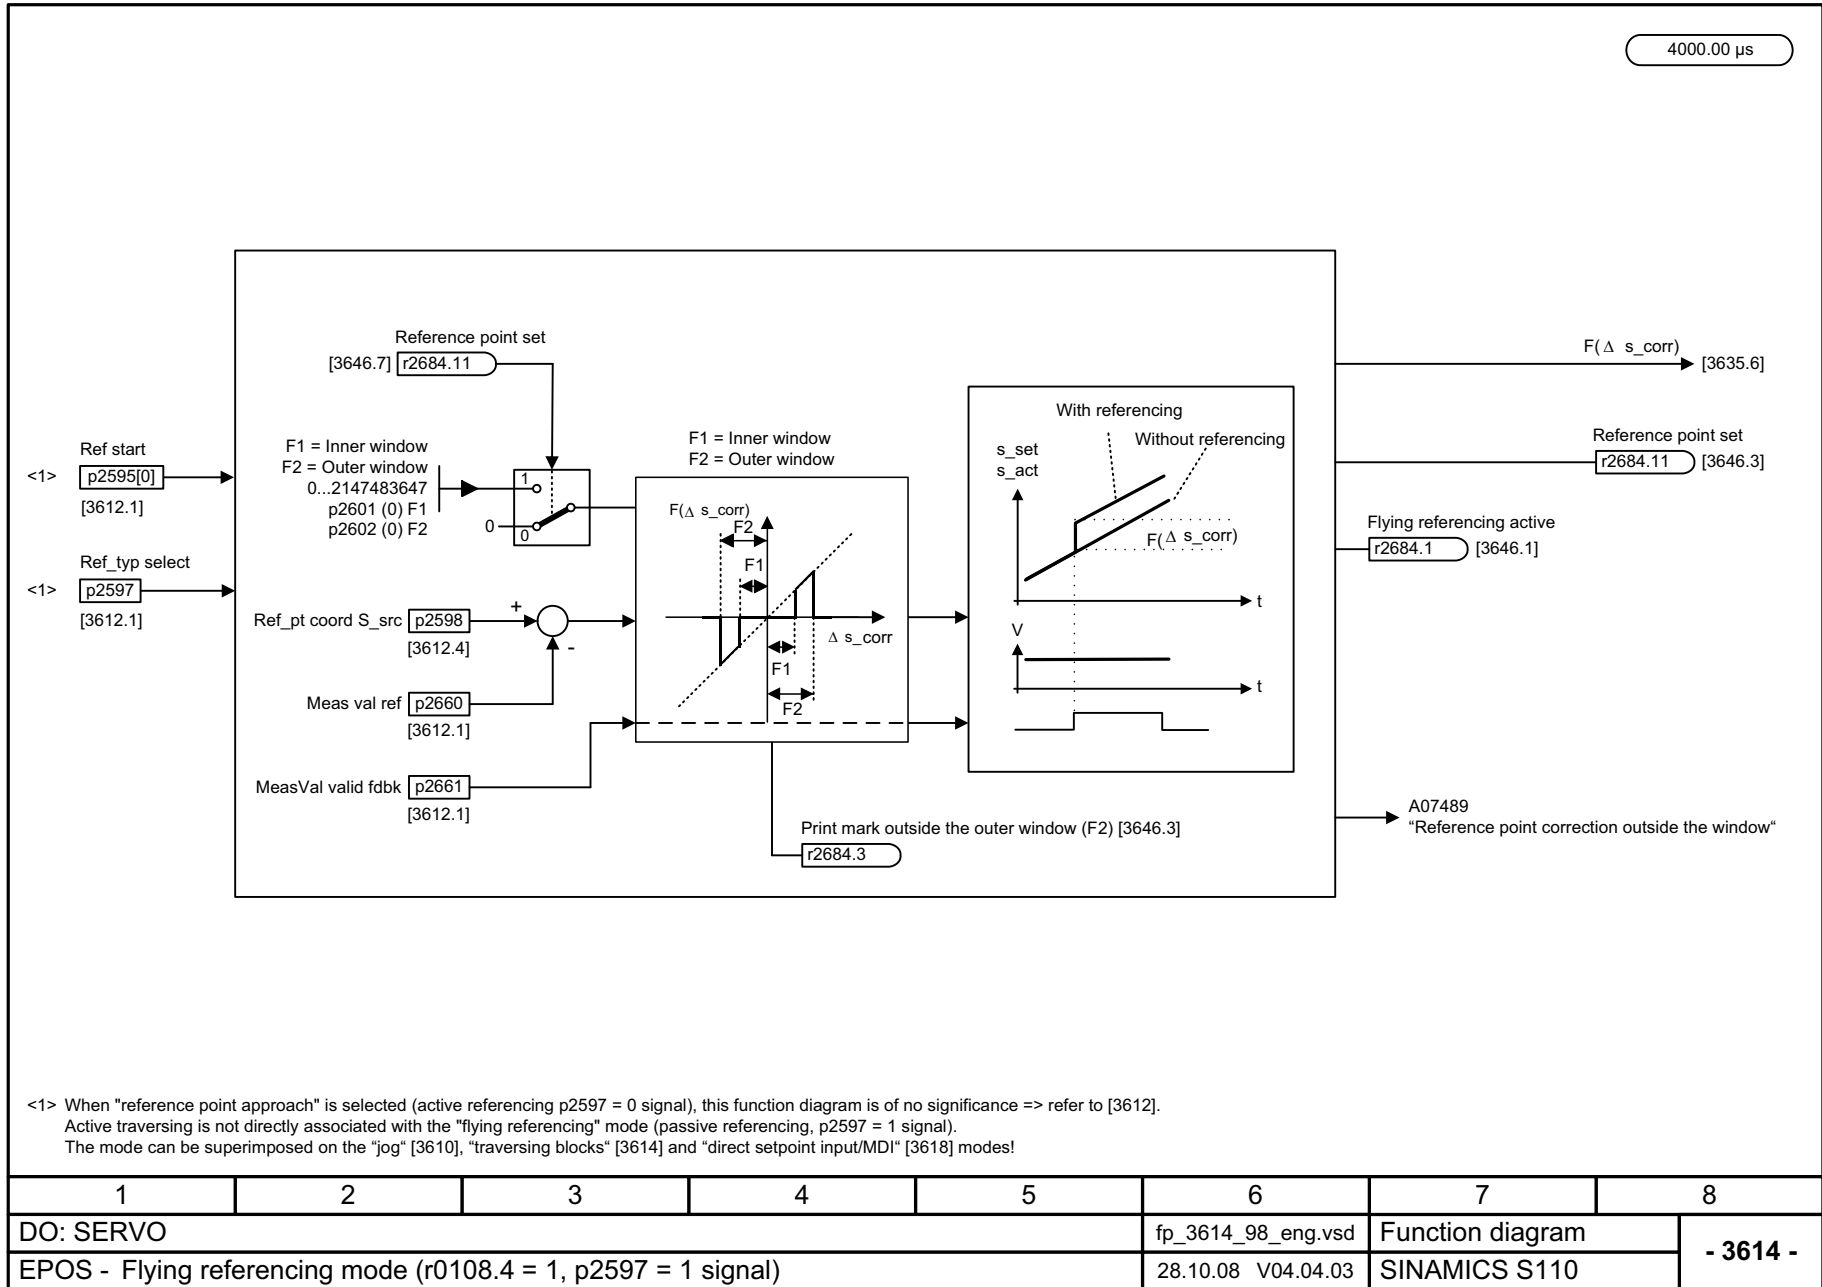 4000.00 µs
Reference point set
[3646.7] r2684.11
F1 = Inner window
F2 = Outer window
0...2147483647
p2601 (0) F1
p2602 (0) F2
1
0
0
Ref start
<1> p2595[0]
[3612.1]
Ref_typ select
<1> p2597
[3612.1]
Ref_pt coord S_src p2598
[3612.4]
+
-
Meas val ref p2660
[3612.1]
MeasVal valid fdbk p2661
[3612.1]
F1 = Inner window
F2 = Outer window
F(Δ s_corr)
F2
F1
Δ s_corr
F1
F2
Print mark outside the outer window (F2) [3646.3]
r2684.3
With referencing
Without referencing
s_set
s_act
F(Δ s_corr)
t
V
t
F(Δ s_corr)
[3635.6]
Reference point set
r2684.11 [3646.3]
Flying referencing active
r2684.1 [3646.1]
A07489
“Reference point correction outside the window“
<1> When "reference point approach" is selected (active referencing p2597 = 0 signal), this function diagram is of no significance => refer to [3612].
Active traversing is not directly associated with the "flying referencing" mode (passive referencing, p2597 = 1 signal).
The mode can be superimposed on the “jog“ [3610], “traversing blocks“ [3614] and “direct setpoint input/MDI“ [3618] modes!
1 2 3 4 5 6 7 8
DO: SERVO
fp_3614_98_eng.vsd
Function diagram
- 3614 -
EPOS - Flying referencing mode (r0108.4 = 1, p2597 = 1 signal)
28.10.08 V04.04.03
SINAMICS S110